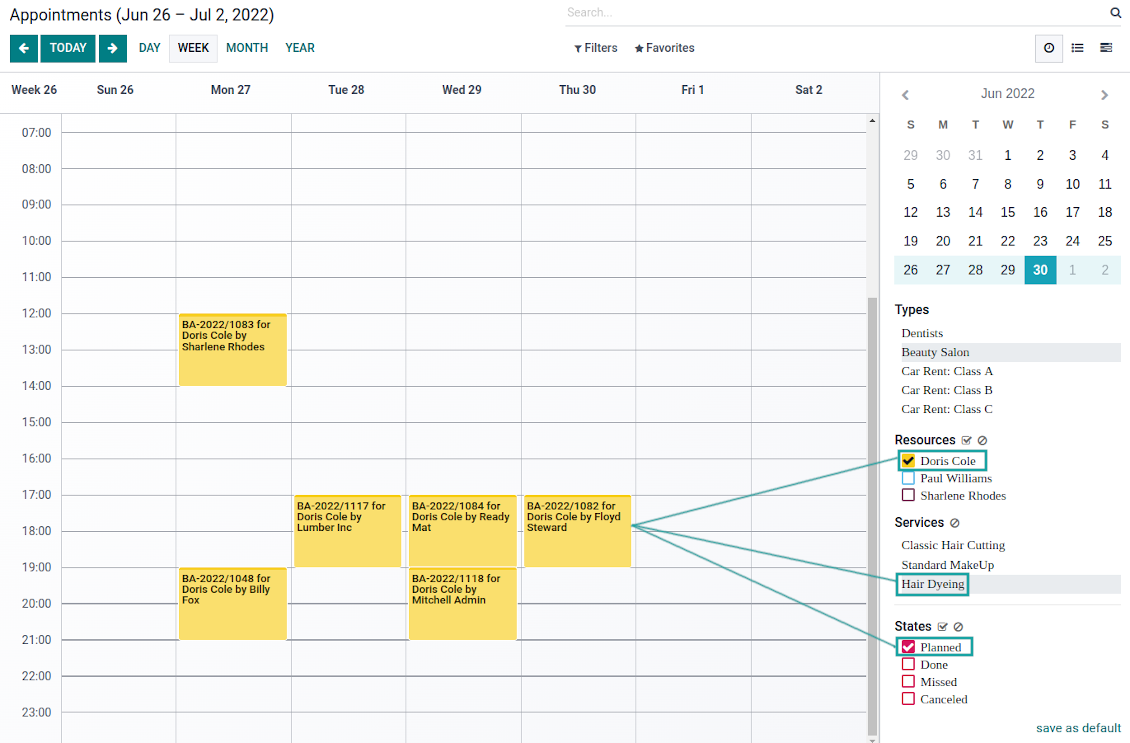 Appointments (Jun 26 – Jul 2, 2022)
Search...
TODAY DAY WEEK MONTH YEAR
Filters Favorites
Week 26 Sun 26 Mon 27 Tue 28 Wed 29 Thu 30 Fri 1 Sat 2
07:00
08:00
09:00
10:00
11:00
12:00
13:00
14:00
15:00
16:00
17:00
18:00
19:00
20:00
21:00
22:00
23:00
BA-2022/1083 for
Doris Cole by
Sharlene Rhodes
BA-2022/1048 for
Doris Cole by Billy
Fox
BA-2022/1117 for
Doris Cole by
Lumber Inc
BA-2022/1084 for
Doris Cole by Ready
Mat
BA-2022/1118 for
Doris Cole by
Mitchell Admin
BA-2022/1082 for
Doris Cole by Floyd
Steward
Jun 2022
S M T W T F S
29 30 31 1 2 3 4
5 6 7 8 9 10 11
12 13 14 15 16 17 18
19 20 21 22 23 24 25
26 27 28 29 30 1 2
Types
Dentists
Beauty Salon
Car Rent: Class A
Car Rent: Class B
Car Rent: Class C
Resources
Doris Cole
Paul Williams
Sharlene Rhodes
Services
Classic Hair Cutting
Standard MakeUp
Hair Dyeing
States
Planned
Done
Missed
Canceled
save as default